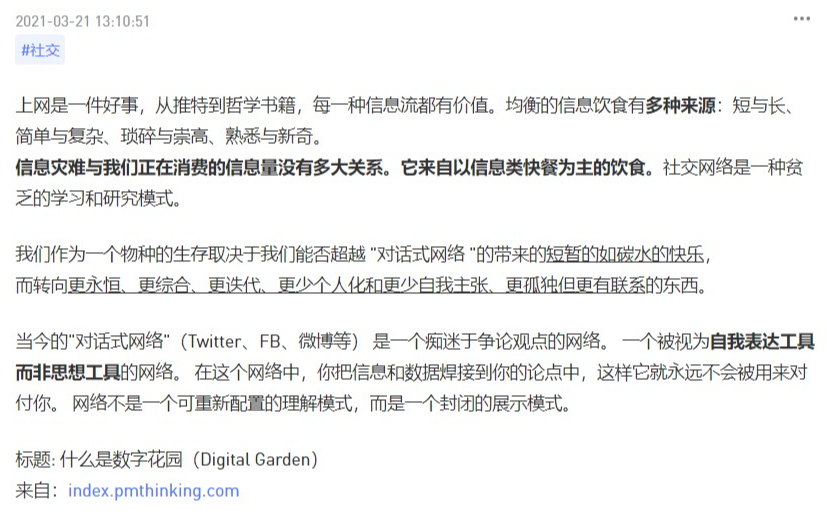 2021-03-21 13:10:51
#社交
上网是一件好事，从推特到哲学书籍，每一种信息流都有价值。均衡的信息饮食有多种来源：短与长、
简单与复杂、琐碎与崇高、熟悉与新奇。
信息灾难与我们正在消费的信息量没有多大关系。它来自以信息类快餐为主的饮食。社交网络是一种贫
乏的学习和研究模式。
我们作为一个物种的生存取决于我们能否超越 "对话式网络 "的带来的短暂的如碳水的快乐，
而转向更永恒、更综合、更迭代、更少个人化和更少自我主张、更孤独但更有联系的东西。
当今的"对话式网络"（Twitter、FB、微博等） 是一个痴迷于争论观点的网络。 一个被视为自我表达工具
而非思想工具的网络。 在这个网络中，你把信息和数据焊接到你的论点中，这样它就永远不会被用来对
付你。 网络不是一个可重新配置的理解模式，而是一个封闭的展示模式。
标题: 什么是数字花园（Digital Garden）
来自：index.pmthinking.com